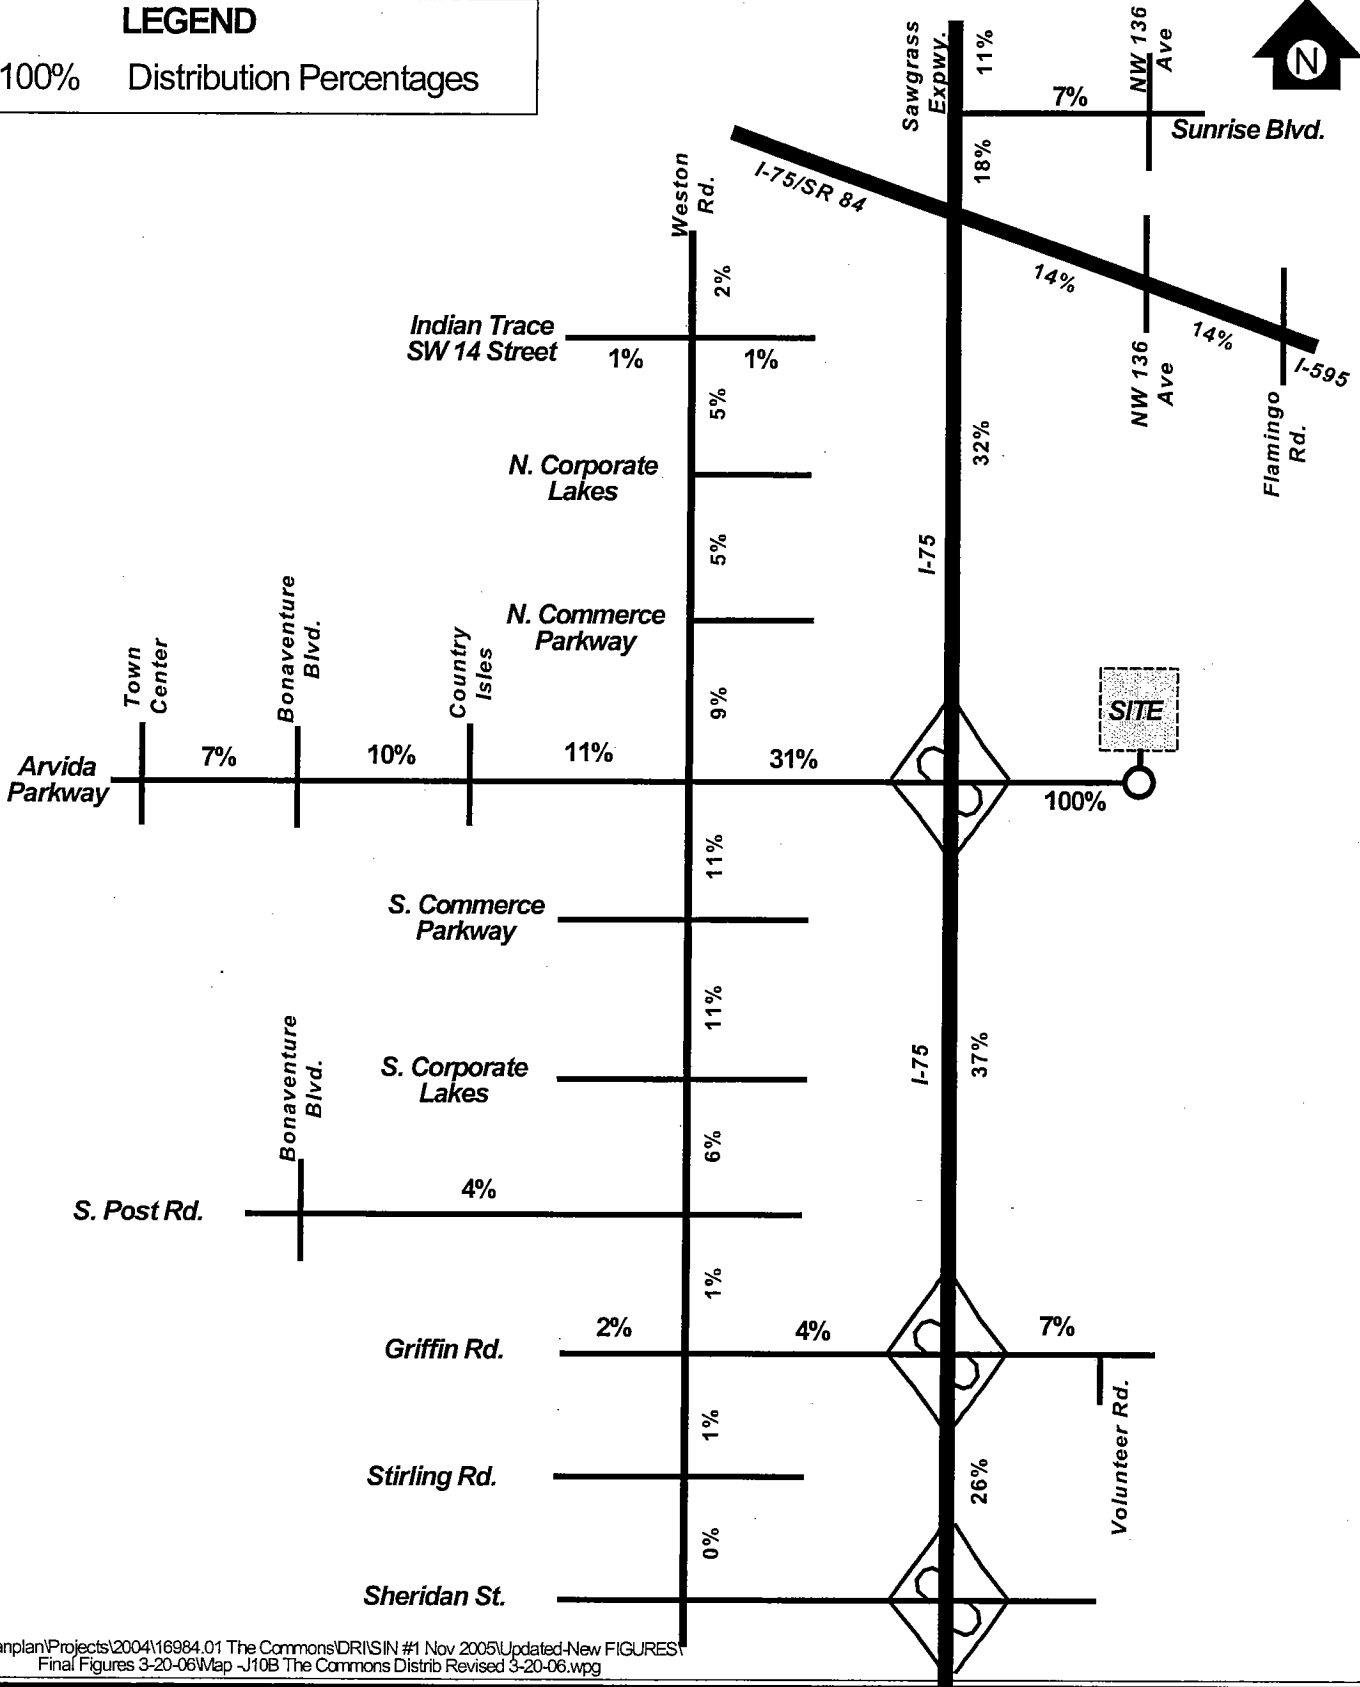 LEGEND
100% Distribution Percentages
Sawgrass
Expwy.
11%
NW 136
Ave
N
7%
Sunrise Blvd.
18%
I-75/SR 84
Weston
Rd.
2%
14%
14%
I-595
NW 136
Ave
Flamingo
Rd.
Indian Trace
SW 14 Street
1%
1%
5%
32%
N. Corporate
Lakes
5%
I-75
N. Commerce
Parkway
9%
Town
Center
Bonaventure
Blvd.
Country
Isles
SITE
Arvida
Parkway
7%
10%
11%
31%
100%
11%
S. Commerce
Parkway
11%
I-75
37%
Bonaventure
Blvd.
S. Corporate
Lakes
6%
S. Post Rd.
4%
1%
Griffin Rd.
2%
4%
7%
Volunteer Rd.
1%
Stirling Rd.
26%
0%
Sheridan St.
anplan\Projects\2004\16984.01 The Commons\DRI\SIN #1 Nov 2005\Updated-New FIGURES\
Final Figures 3-20-06\Map -J10B The Commons Distrib Revised 3-20-06.wpg